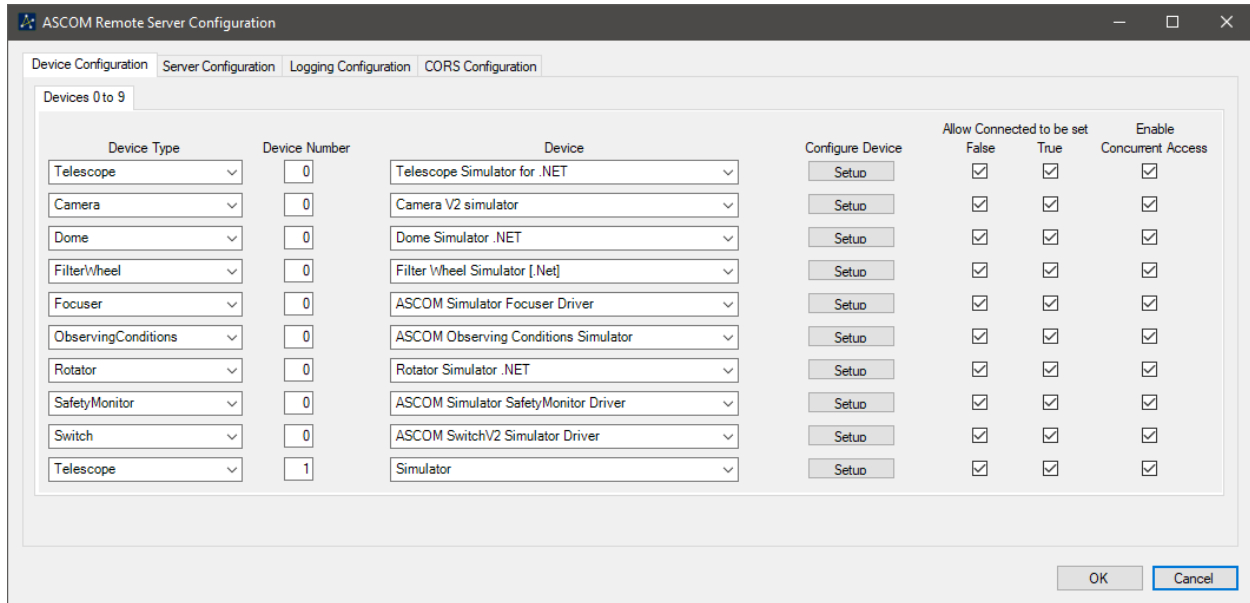 ASCOM Remote Server Configuration
Device Configuration Server Configuration Logging Configuration CORS Configuration
Devices 0 to 9
Allow Connected to be set Enable
Device Type Device Number Device Configure Device False True Concurrent Access
Telescope 0 Telescope Simulator for .NET Setup
Camera 0 Camera V2 simulator Setup
Dome 0 Dome Simulator .NET Setup
FilterWheel 0 Filter Wheel Simulator [.Net] Setup
Focuser 0 ASCOM Simulator Focuser Driver Setup
ObservingConditions 0 ASCOM Observing Conditions Simulator Setup
Rotator 0 Rotator Simulator .NET Setup
SafetyMonitor 0 ASCOM Simulator SafetyMonitor Driver Setup
Switch 0 ASCOM SwitchV2 Simulator Driver Setup
Telescope 1 Simulator Setup
OK Cancel